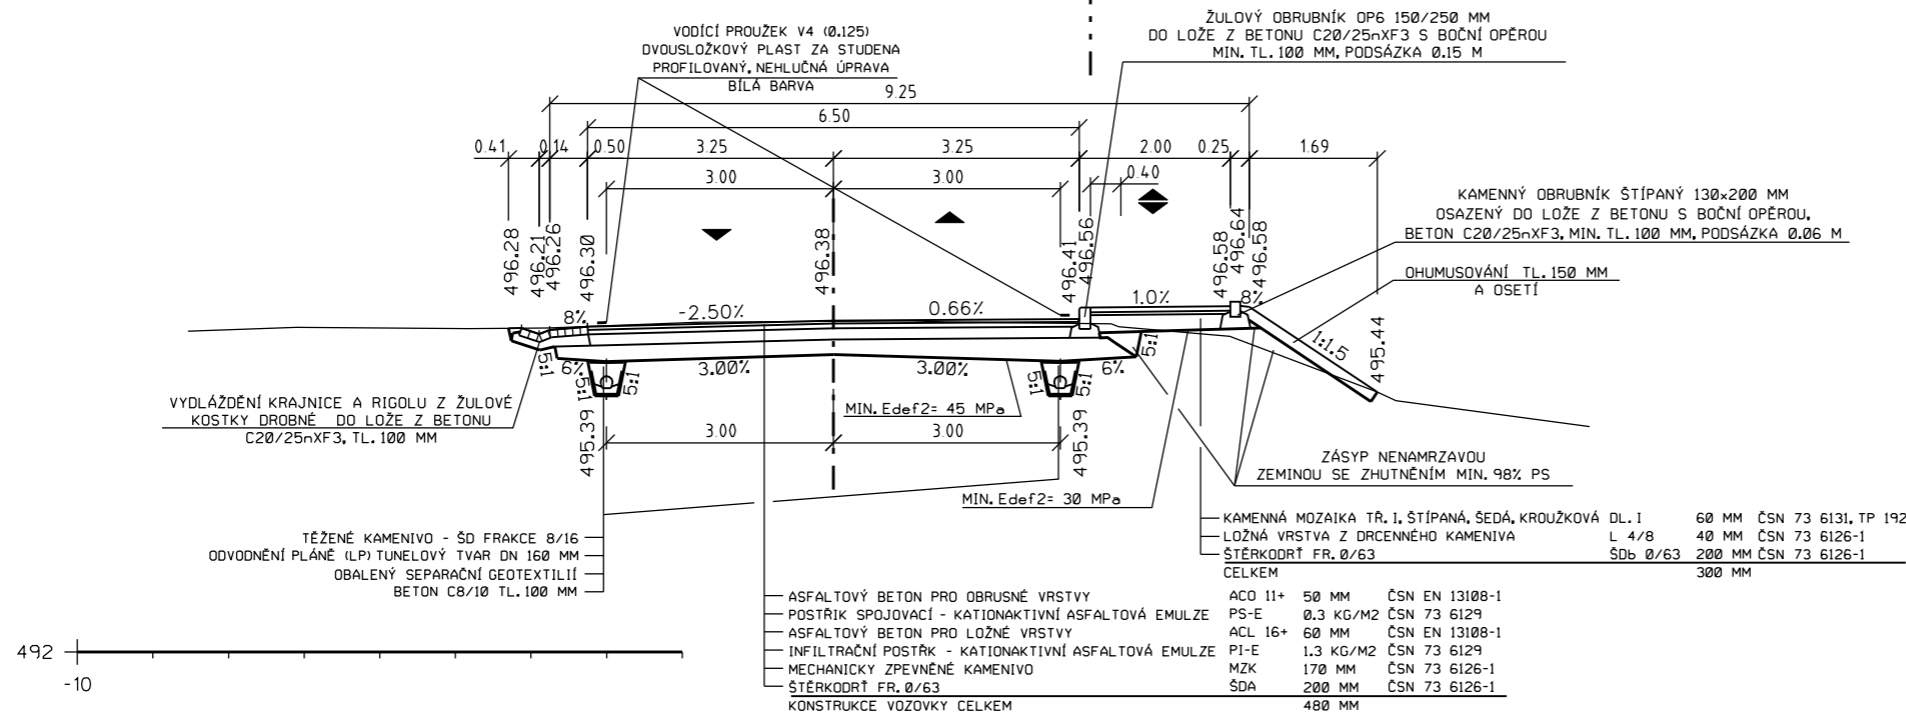 ŽULOVÝ OBRUBNÍK OP6 150/250 MM
DO LOŽE Z BETONU C20/25nXF3 S BOČNÍ OPĚROU
MIN. TL. 100 MM, PODSÁZKA 0.15 M
VODÍCÍ PROUŽEK V4 (0.125)
DVOUSLOŽKOVÝ PLAST ZA STUDENA
PROFILOVANÝ, NEHLUČNÁ ÚPRAVA
BÍLÁ BARVA
9.25
6.50
0.41 0.14 0.50 3.25 3.25 2.00 0.25 1.69
3.00 3.00 0.40
KAMENNÝ OBRUBNÍK ŠTÍPANÝ 130x200 MM
OSAZENÝ DO LOŽE Z BETONU S BOČNÍ OPĚROU,
BETON C20/25nXF3, MIN. TL. 100 MM, PODSÁZKA 0.06 M
496.28 496.21 496.26 496.30 496.38 496.41 496.56 496.58 496.64 496.58
OHUMUSOVÁNÍ TL. 150 MM
A OSETÍ
8% -2.50% 0.66% 1.0% 8%
1:1.5 495.44
5:1 6% 5:1 5:1 3.00% 3.00% 5:1 5:1 6% 5:1
VYDLÁŽDĚNÍ KRAJNICE A RIGOLU Z ŽULOVÉ
KOSTKY DROBNÉ DO LOŽE Z BETONU
C20/25nXF3, TL. 100 MM
MIN. Edef2= 45 MPa
495.39 3.00 3.00 495.39
ZÁSYP NENAMRZAVOU
ZEMINOU SE ZHUTNĚNÍM MIN. 98% PS
MIN. Edef2= 30 MPa
KAMENNÁ MOZAIKA TŘ. I, ŠTÍPANÁ, ŠEDÁ, KROUŽKOVÁ DL. I 60 MM ČSN 73 6131, TP 192
LOŽNÁ VRSTVA Z DRCENNÉHO KAMENIVA L 4/8 40 MM ČSN 73 6126-1
ŠTĚRKODRŤ FR. 0/63 ŠDb 0/63 200 MM ČSN 73 6126-1
CELKEM 300 MM
TĚŽENÉ KAMENIVO - ŠD FRAKCE 8/16
ODVODNĚNÍ PLÁNĚ (LP) TUNELOVÝ TVAR DN 160 MM
OBALENÝ SEPARAČNÍ GEOTEXTILIÍ
BETON C8/10 TL. 100 MM
ASFALTOVÝ BETON PRO OBRUSNÉ VRSTVY ACO 11+ 50 MM ČSN EN 13108-1
POSTŘIK SPOJOVACÍ - KATIONAKTIVNÍ ASFALTOVÁ EMULZE PS-E 0.3 KG/M2 ČSN 73 6129
ASFALTOVÝ BETON PRO LOŽNÉ VRSTVY ACL 16+ 60 MM ČSN EN 13108-1
INFILTRAČNÍ POSTŘK - KATIONAKTIVNÍ ASFALTOVÁ EMULZE PI-E 1.3 KG/M2 ČSN 73 6129
MECHANICKY ZPEVNĚNÉ KAMENIVO MZK 170 MM ČSN 73 6126-1
ŠTĚRKODRŤ FR. 0/63 ŠDA 200 MM ČSN 73 6126-1
KONSTRUKCE VOZOVKY CELKEM 480 MM
492
-10